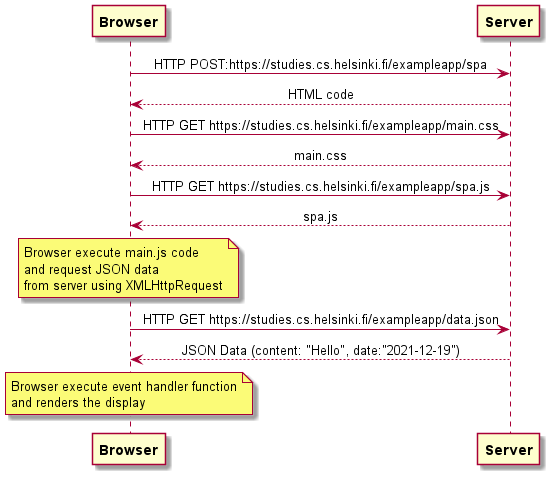 Browser Server
HTTP POST:https://studies.cs.helsinki.fi/exampleapp/spa
HTML code
HTTP GET https://studies.cs.helsinki.fi/exampleapp/main.css
main.css
HTTP GET https://studies.cs.helsinki.fi/exampleapp/spa.js
spa.js
Browser execute main.js code
and request JSON data
from server using XMLHttpRequest
HTTP GET https://studies.cs.helsinki.fi/exampleapp/data.json
JSON Data (content: "Hello", date:"2021-12-19")
Browser execute event handler function
and renders the display
Browser Server